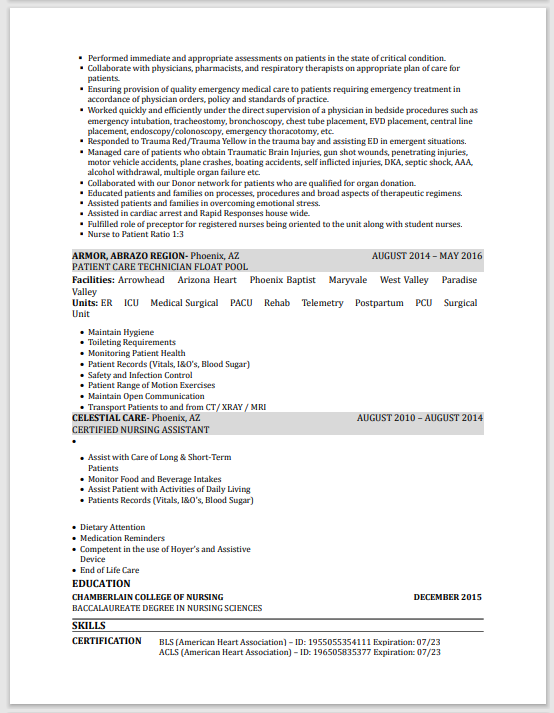 ▪ Performed immediate and appropriate assessments on patients in the state of critical condition.
▪ Collaborate with physicians, pharmacists, and respiratory therapists on appropriate plan of care for
patients.
▪ Ensuring provision of quality emergency medical care to patients requiring emergency treatment in
accordance of physician orders, policy and standards of practice.
▪ Worked quickly and efficiently under the direct supervision of a physician in bedside procedures such as
emergency intubation, tracheostomy, bronchoscopy, chest tube placement, EVD placement, central line
placement, endoscopy/colonoscopy, emergency thoracotomy, etc.
▪ Responded to Trauma Red/Trauma Yellow in the trauma bay and assisting ED in emergent situations.
▪ Managed care of patients who obtain Traumatic Brain Injuries, gun shot wounds, penetrating injuries,
motor vehicle accidents, plane crashes, boating accidents, self inflicted injuries, DKA, septic shock, AAA,
alcohol withdrawal, multiple organ failure etc.
▪ Collaborated with our Donor network for patients who are qualified for organ donation.
▪ Educated patients and families on processes, procedures and broad aspects of therapeutic regimens.
▪ Assisted patients and families in overcoming emotional stress.
▪ Assisted in cardiac arrest and Rapid Responses house wide.
▪ Fulfilled role of preceptor for registered nurses being oriented to the unit along with student nurses.
▪ Nurse to Patient Ratio 1:3
ARMOR, ABRAZO REGION- Phoenix, AZ AUGUST 2014 – MAY 2016
PATIENT CARE TECHNICIAN FLOAT POOL
Facilities: Arrowhead Arizona Heart Phoenix Baptist Maryvale West Valley Paradise
Valley
Units: ER ICU Medical Surgical PACU Rehab Telemetry Postpartum PCU Surgical
Unit
• Maintain Hygiene
• Toileting Requirements
• Monitoring Patient Health
• Patient Records (Vitals, I&O's, Blood Sugar)
• Safety and Infection Control
• Patient Range of Motion Exercises
• Maintain Open Communication
• Transport Patients to and from CT/ XRAY / MRI
CELESTIAL CARE- Phoenix, AZ AUGUST 2010 – AUGUST 2014
CERTIFIED NURSING ASSISTANT
•
• Assist with Care of Long & Short-Term
Patients
• Monitor Food and Beverage Intakes
• Assist Patient with Activities of Daily Living
• Patients Records (Vitals, I&O's, Blood Sugar)
• Dietary Attention
• Medication Reminders
• Competent in the use of Hoyer's and Assistive
Device
• End of Life Care
EDUCATION
CHAMBERLAIN COLLEGE OF NURSING DECEMBER 2015
BACCALAUREATE DEGREE IN NURSING SCIENCES
SKILLS
CERTIFICATION BLS (American Heart Association) – ID: 1955055354111 Expiration: 07/23
ACLS (American Heart Association) – ID: 196505835377 Expiration: 07/23